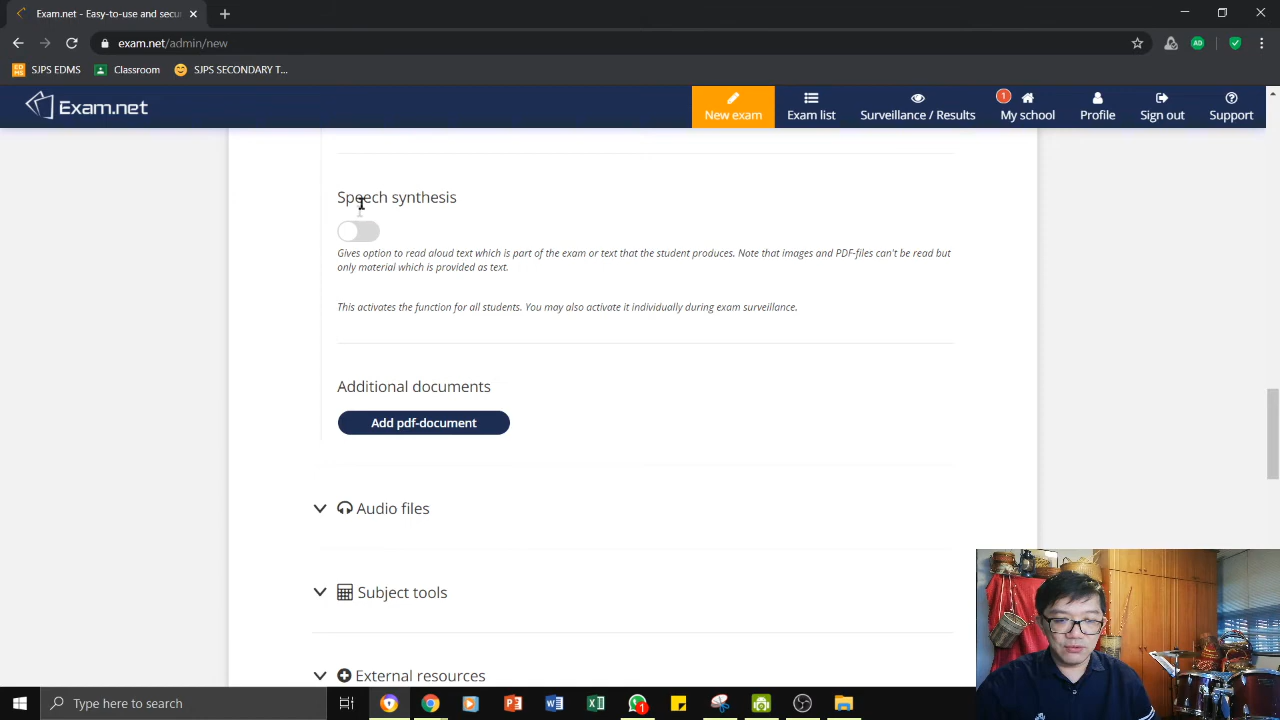 Exam.net - Easy-to-use and secu
exam.net/admin/new
SJPS EDMS
Classroom
SJPS SECONDARY T...
Exam.net
New exam
Exam list
Surveillance / Results
1
My school
Profile
Sign out
Support
Speech synthesis
Gives option to read aloud text which is part of the exam or text that the student produces. Note that images and PDF-files can't be read but
only material which is provided as text.
This activates the function for all students. You may also activate it individually during exam surveillance.
Additional documents
Add pdf-document
Audio files
Subject tools
External resources
Type here to search
1